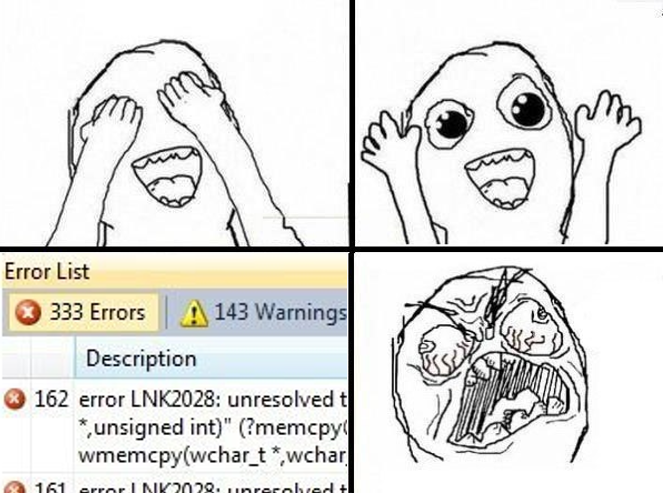 Error List
333 Errors
143 Warnings
Description
162 error LNK2028: unresolved t
*,unsigned int)" (?memcpy(
wmemcpy(wchar_t *,wchar_
161 error LNK2028: unresolved t